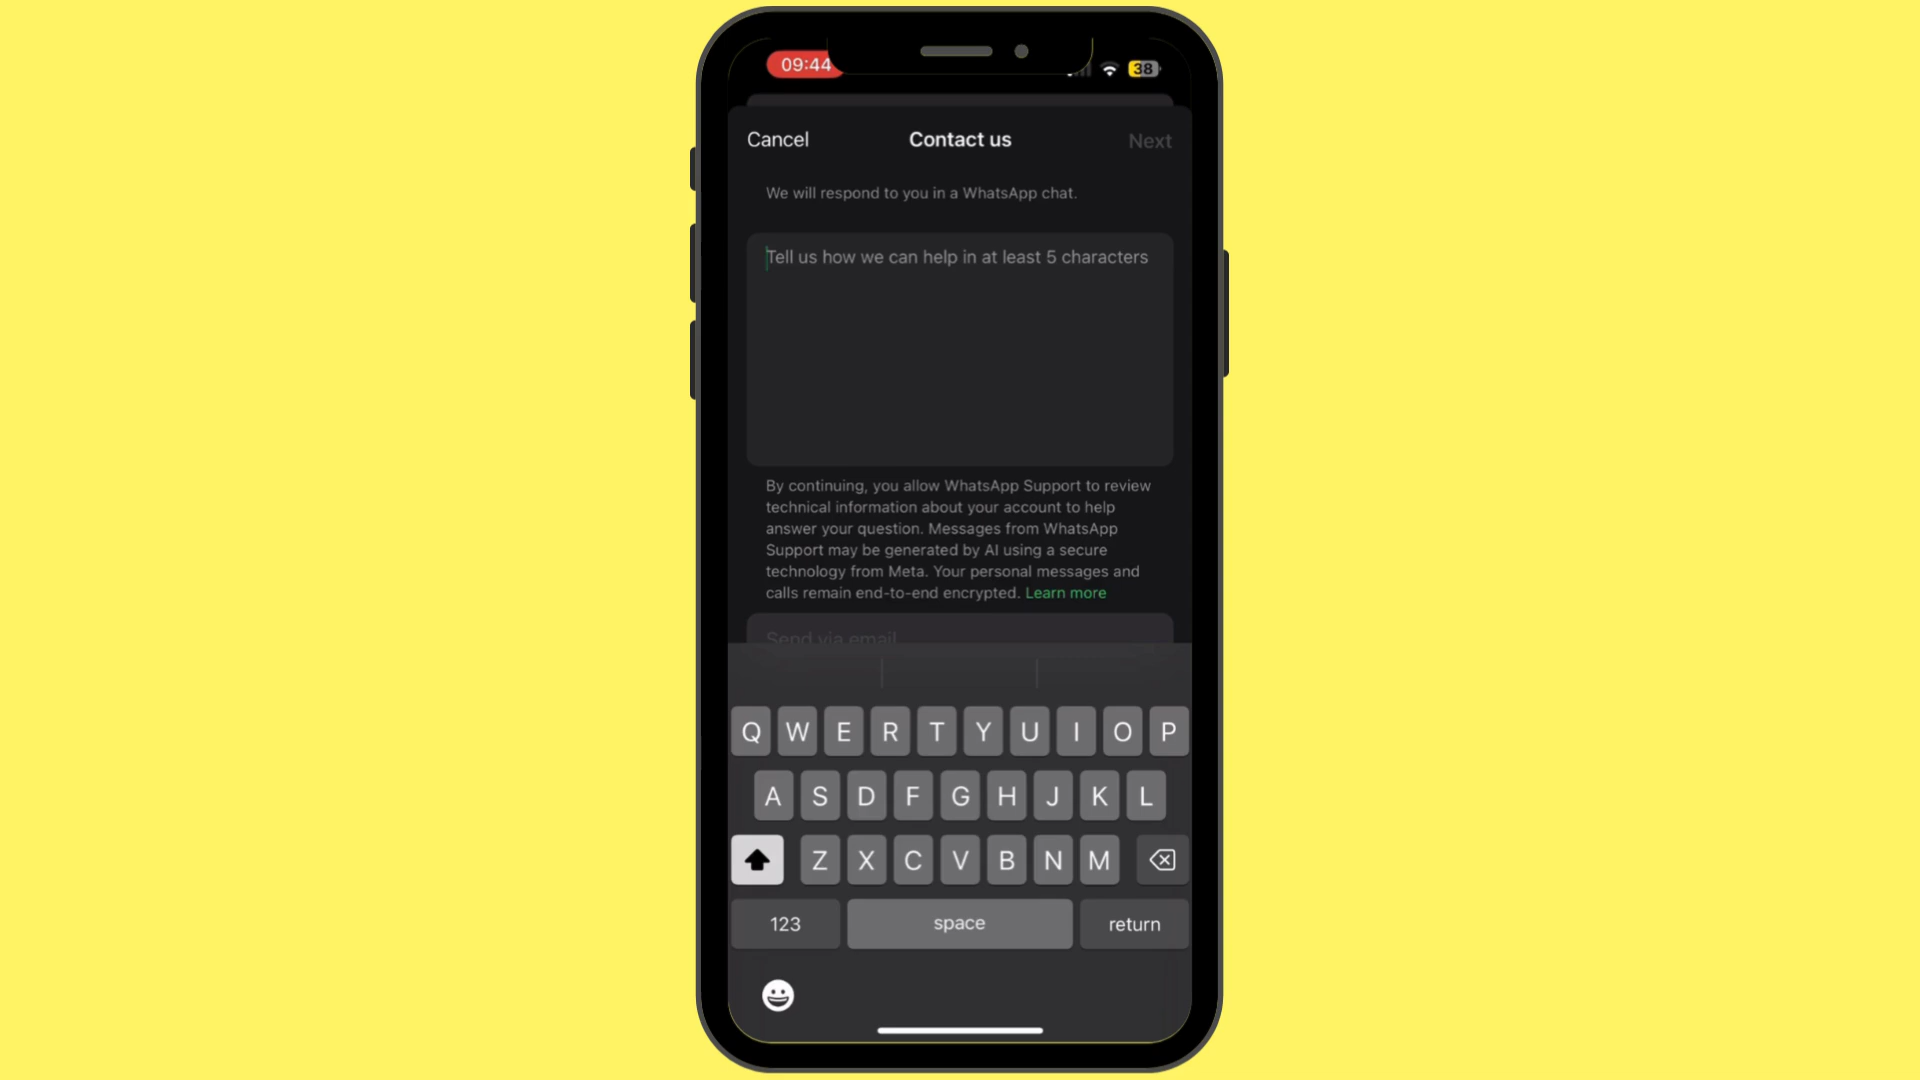 09:44
38
Cancel
Contact us
Next
We will respond to you in a WhatsApp chat.
Tell us how we can help in at least 5 characters
By continuing, you allow WhatsApp Support to review
technical information about your account to help
answer your question. Messages from WhatsApp
Support may be generated by AI using a secure
technology from Meta. Your personal messages and
calls remain end-to-end encrypted. Learn more
Send via email
Q W E R T Y U I O P
A S D F G H J K L
Z X C V B N M
123
space
return